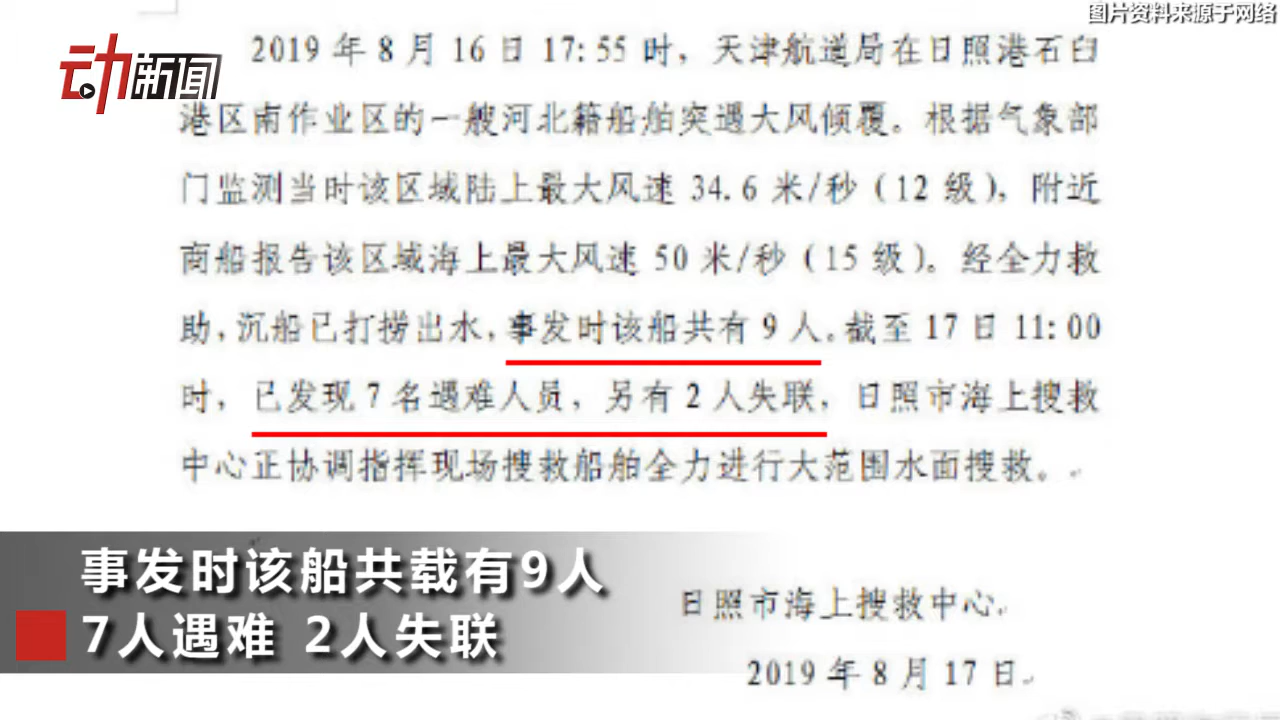 图片资料来源于网络
动新闻
2019 年 8 月 16 日 17:55 时，天津航道局在日照港石臼
港区南作业区的一艘河北籍船舶突遇大风倾覆。根据气象部
门监测当时该区域陆上最大风速 34.6 米/秒（12 级），附近
商船报告该区域海上最大风速 50 米/秒（15 级）。经全力救
助，沉船已打捞出水，事发时该船共有 9 人。截至 17 日 11:00
时，已发现 7 名遇难人员，另有 2 人失联，日照市海上搜救
中心正协调指挥现场搜救船舶全力进行大范围水面搜救。
事发时该船共载有9人
7人遇难 2人失联
日照市海上搜救中心
2019 年 8 月 17 日